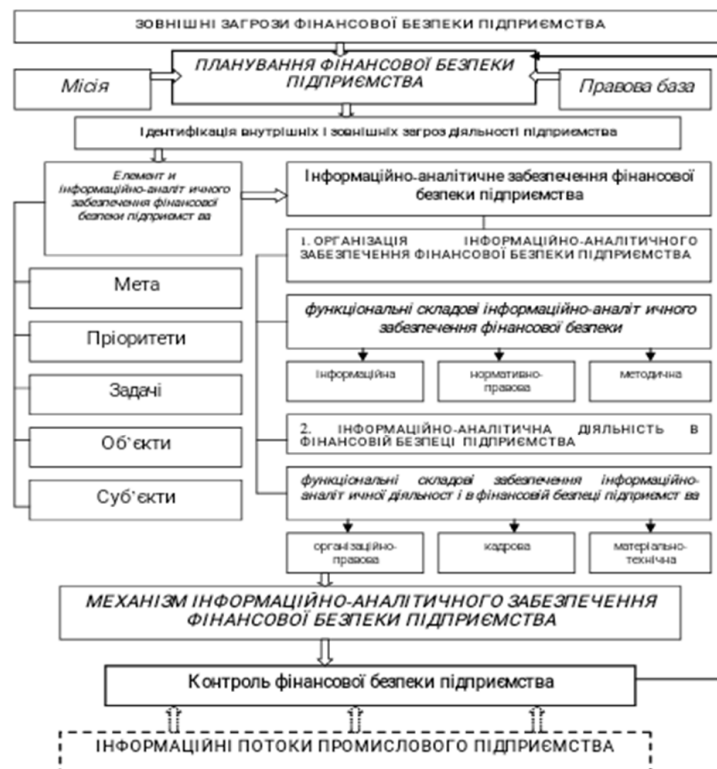 ЗОВНІШНІ ЗАГРОЗИ ФІНАНСОВОЇ БЕЗПЕКИ ПІДПРИЄМСТВА
ПЛАНУВАННЯ ФІНАНСОВОЇ БЕЗПЕКИ
ПІДПРИЄМСТВА
Місія
Правова база
Ідентифікація внутрішніх і зовнішніх загроз діяльності підприємства
Елемент и
інформаційно-аналіт ичного
забезпечення фінансової
безпеки підприємст ва
Інформаційно-аналітичне забезпечення фінансової
безпеки підприємства
1. ОРГАНІЗАЦІЯ ІНФОРМАЦІЙНО-АНАЛІТИЧНОГО
ЗАБЕЗПЕЧЕННЯ ФІНАНСОВОЇ БЕЗПЕКИ ПІДПРИЄМСТВА
Мета
функціональні складові інформаційно-аналіт ичного
забезпечення фінансової безпеки
Пріоритети
інформаційна
нормативно-
правова
методична
Задачі
2. ІНФОРМАЦІЙНО-АНАЛІТИЧНА ДІЯЛЬНІСТЬ В
ФІНАНСОВІЙ БЕЗПЕЦІ ПІДПРИЄМСТВА
Об`єкти
функціональні складові забезпечення інформаційно-
аналіт ичної діяльност і в фінансовій безпеці підприємст ва
Суб`єкти
організаційно-
правова
кадрова
матеріально-
технічна
МЕХАНІЗМ ІНФОРМАЦІЙНО-АНАЛІТИЧНОГО ЗАБЕЗПЕЧЕННЯ
ФІНАНСОВОЇ БЕЗПЕКИ ПІДПРИЄМСТВА
Контроль фінансової безпеки підприємства
ІНФОРМАЦІЙНІ ПОТОКИ ПРОМИСЛОВОГО ПІДПРИЄМСТВА